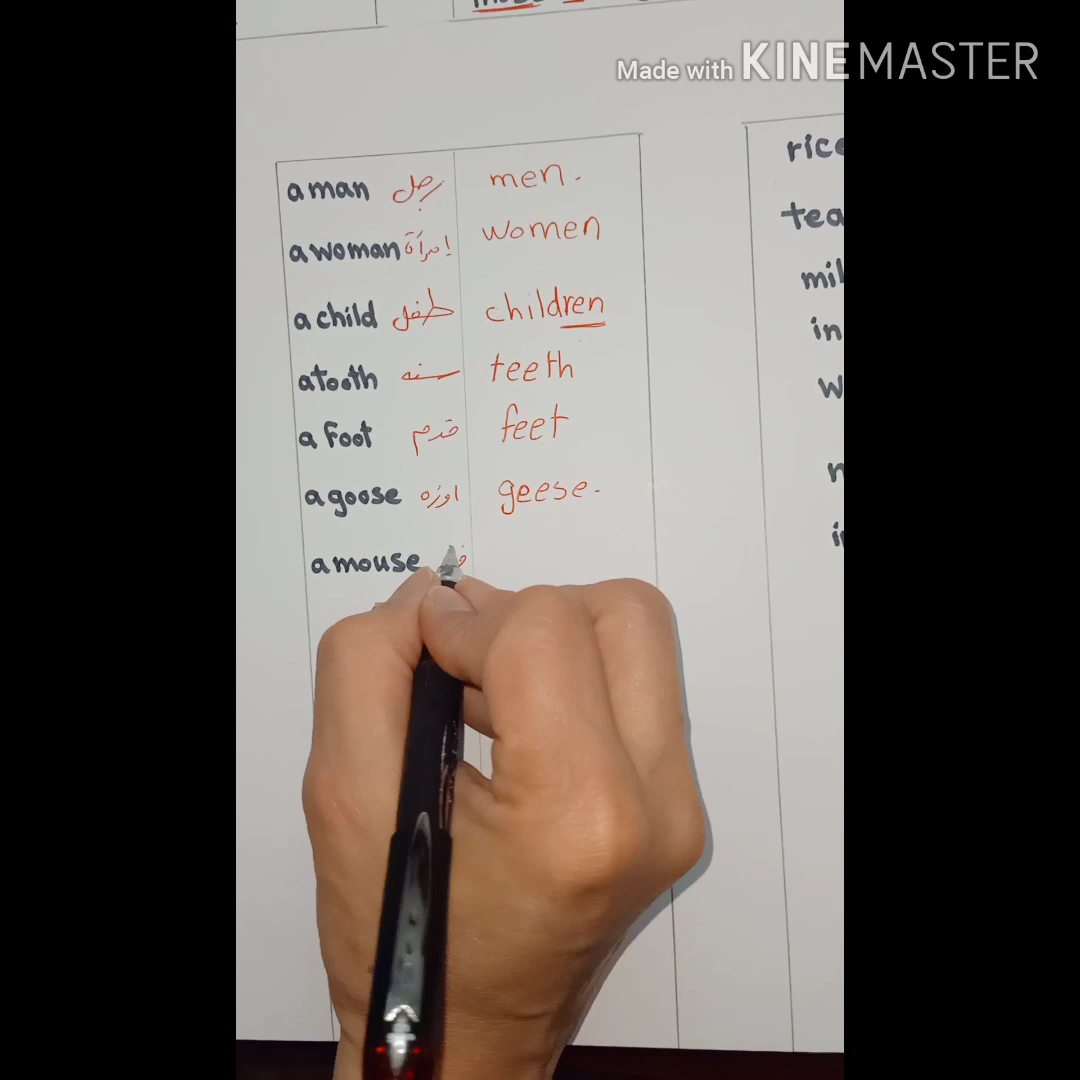 Made with KINEMASTER
a man رجل men.
a woman إمرأة women
a child طفل children
a tooth سنه teeth
a foot قدم feet
a goose اوزه geese.
a mouse
rice
tea